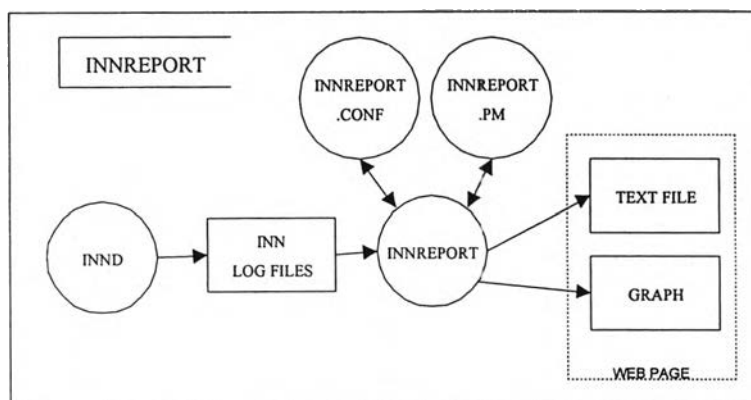 INNREPORT
INNREPORT
.CONF
INNREPORT
.PM
INND
INN
LOG FILES
INNREPORT
TEXT FILE
GRAPH
WEB PAGE